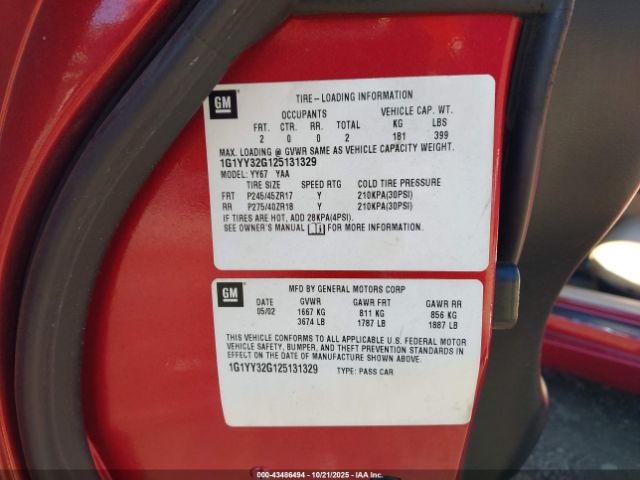 GM
TIRE-LOADING INFORMATION
OCCUPANTS VEHICLE CAP. WT.
FRT. CTR. RR. TOTAL KG LBS
2 0 0 2 181 399
MAX. LOADING @ GVWR SAME AS VEHICLE CAPACITY WEIGHT.
1G1YY32G125131329
MODEL: YY67 YAA
TIRE SIZE SPEED RTG COLD TIRE PRESSURE
FRT P245/45ZR17 Y 210KPA(30PSI)
RR P275/40ZR18 Y 210KPA(30PSI)
IF TIRES ARE HOT, ADD 28KPA(4PSI).
SEE OWNER'S MANUAL FOR MORE INFORMATION.
GM
MFD BY GENERAL MOTORS CORP
DATE GVWR GAWR FRT GAWR RR
05/02 1667 KG 811 KG 856 KG
3674 LB 1787 LB 1887 LB
THIS VEHICLE CONFORMS TO ALL APPLICABLE U.S. FEDERAL MOTOR
VEHICLE SAFETY, BUMPER, AND THEFT PREVENTION STANDARDS IN
EFFECT ON THE DATE OF MANUFACTURE SHOWN ABOVE.
1G1YY32G125131329 TYPE: PASS CAR
000-43486494 - 10/21/2025 - IAAI.COM